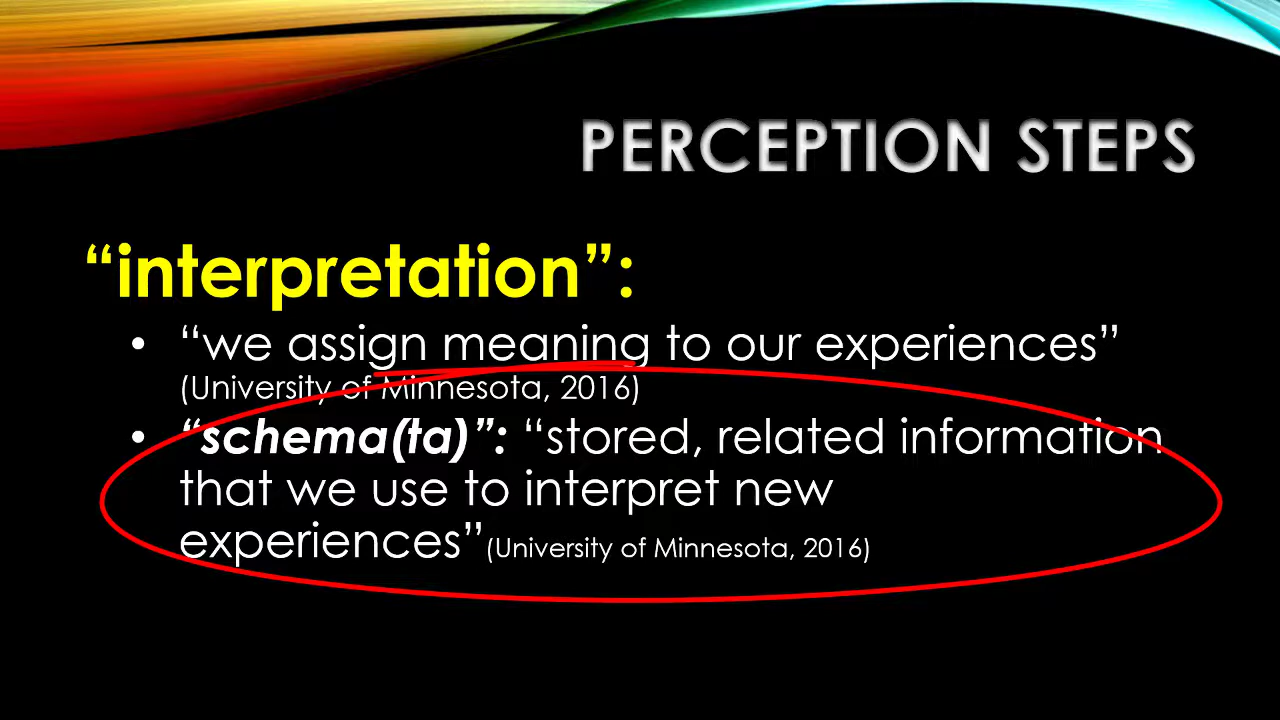 PERCEPTION STEPS
“interpretation”:
• “we assign meaning to our experiences”
(University of Minnesota, 2016)
• “schema(ta)”: “stored, related information
that we use to interpret new
experiences”(University of Minnesota, 2016)